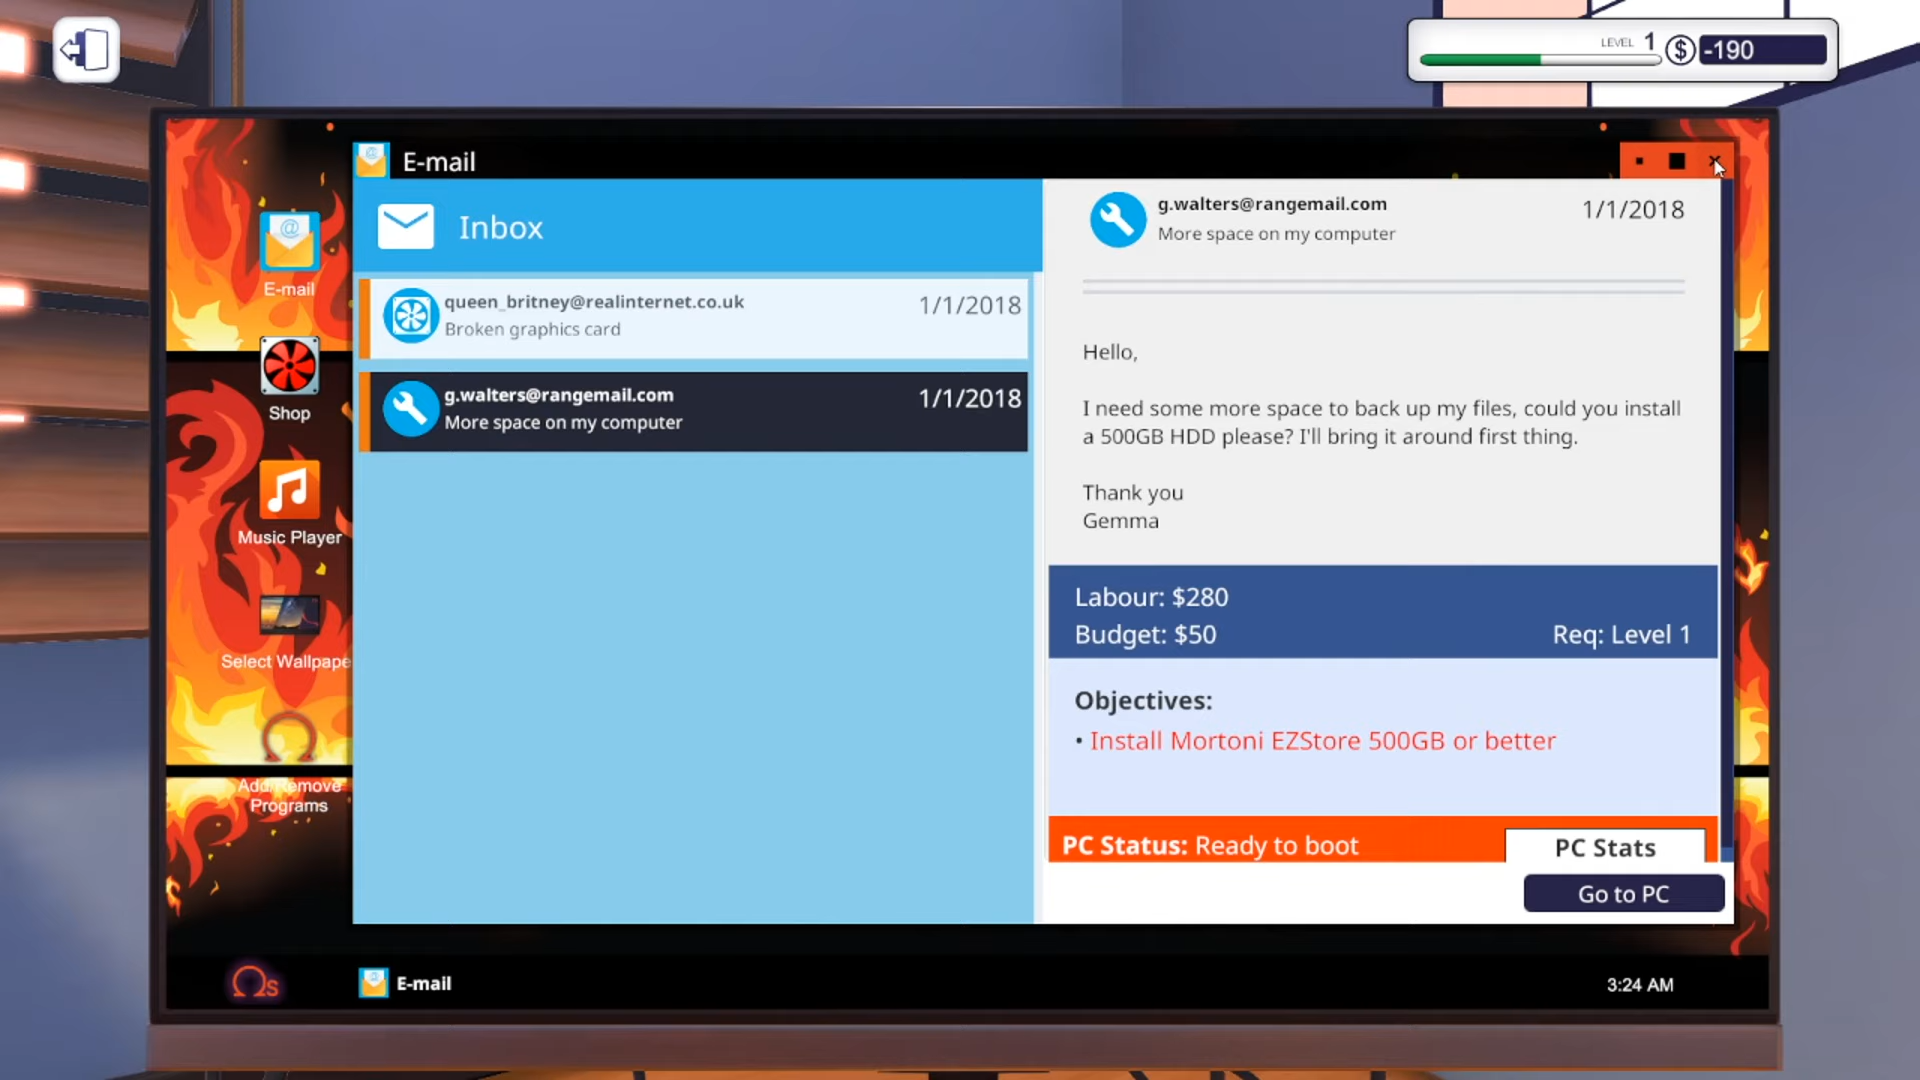 LEVEL 1 $ -190
E-mail
Inbox
queen_britney@realinternet.co.uk 1/1/2018
Broken graphics card
g.walters@rangemail.com 1/1/2018
More space on my computer
g.walters@rangemail.com 1/1/2018
More space on my computer
Hello,
I need some more space to back up my files, could you install
a 500GB HDD please? I'll bring it around first thing.
Thank you
Gemma
Labour: $280
Budget: $50 Req: Level 1
Objectives:
• Install Mortoni EZStore 500GB or better
PC Status: Ready to boot PC Stats
Go to PC
E-mail
Shop
Music Player
Select Wallpape
Add/Remove
Programs
Ωs E-mail 3:24 AM